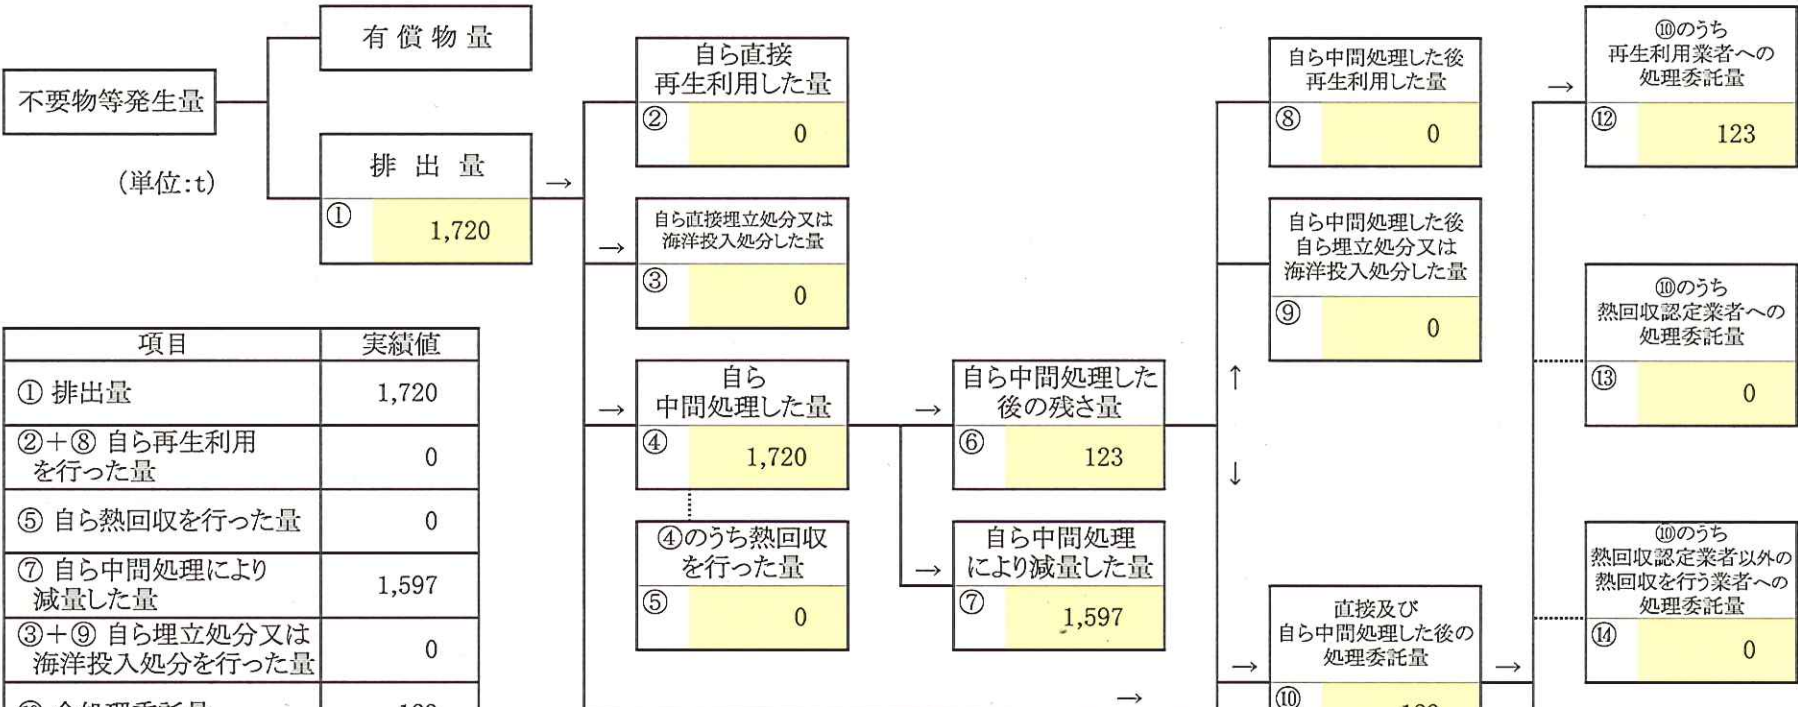 有 償 物 量
不要物等発生量
(単位:t)
排 出 量
①
1,720
→
自ら直接
再生利用した量
②
0
→
自ら直接埋立処分又は
海洋投入処分した量
③
0
→
自ら
中間処理した量
④
1,720
④のうち熱回収
を行った量
⑤
0
→
自ら中間処理した
後の残さ量
⑥
123
→
自ら中間処理
により減量した量
⑦
1,597
↑
↓
自ら中間処理した後
再生利用した量
⑧
0
自ら中間処理した後
自ら埋立処分又は
海洋投入処分した量
⑨
0
→
→
直接及び
自ら中間処理した後の
処理委託量
⑩
→
→
⑩のうち
再生利用業者への
処理委託量
⑫
123
⑩のうち
熱回収認定業者への
処理委託量
⑬
0
⑩のうち
熱回収認定業者以外の
熱回収を行う業者への
処理委託量
⑭
0
項目 実績値
① 排出量 1,720
②+⑧ 自ら再生利用
を行った量 0
⑤ 自ら熱回収を行った量 0
⑦ 自ら中間処理により
減量した量 1,597
③+⑨ 自ら埋立処分又は
海洋投入処分を行った量 0